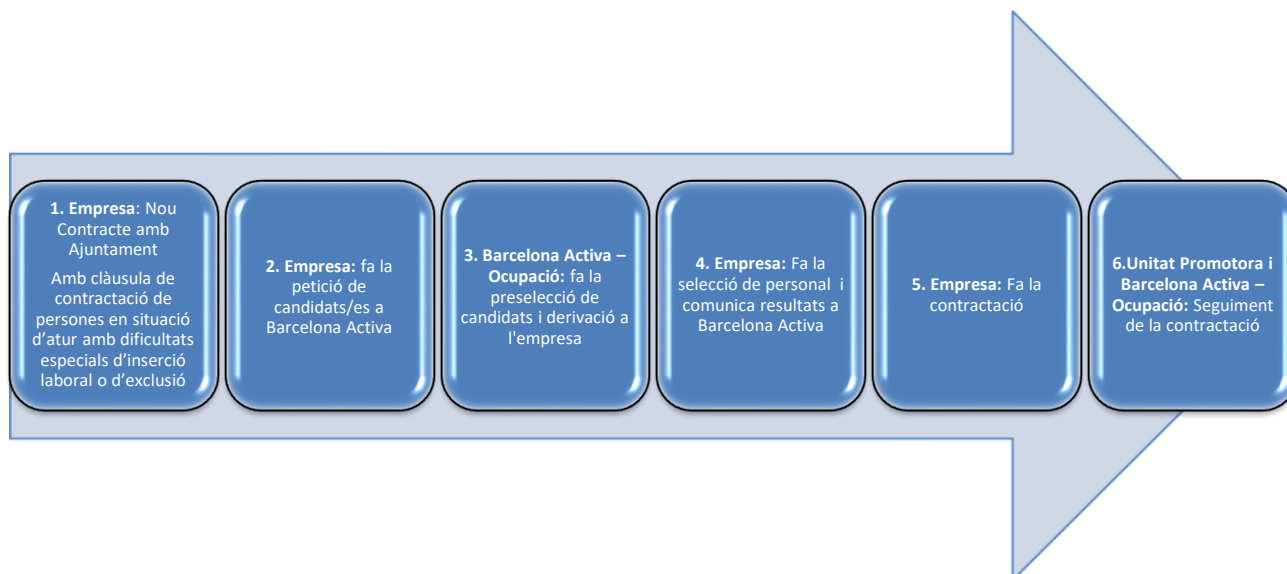 1. Empresa: Nou
Contracte amb
Ajuntament
Amb clàusula de
contractació de
persones en situació
d'atur amb dificultats
especials d'inserció
laboral o d'exclusió
2. Empresa: fa la
petició de
candidats/es a
Barcelona Activa
3. Barcelona Activa –
Ocupació: fa la
preselecció de
candidats i derivació a
l'empresa
4. Empresa: Fa la
selecció de personal  i
comunica resultats a
Barcelona Activa
5. Empresa: Fa la
contractació
6.Unitat Promotora i
Barcelona Activa –
Ocupació: Seguiment
de la contractació